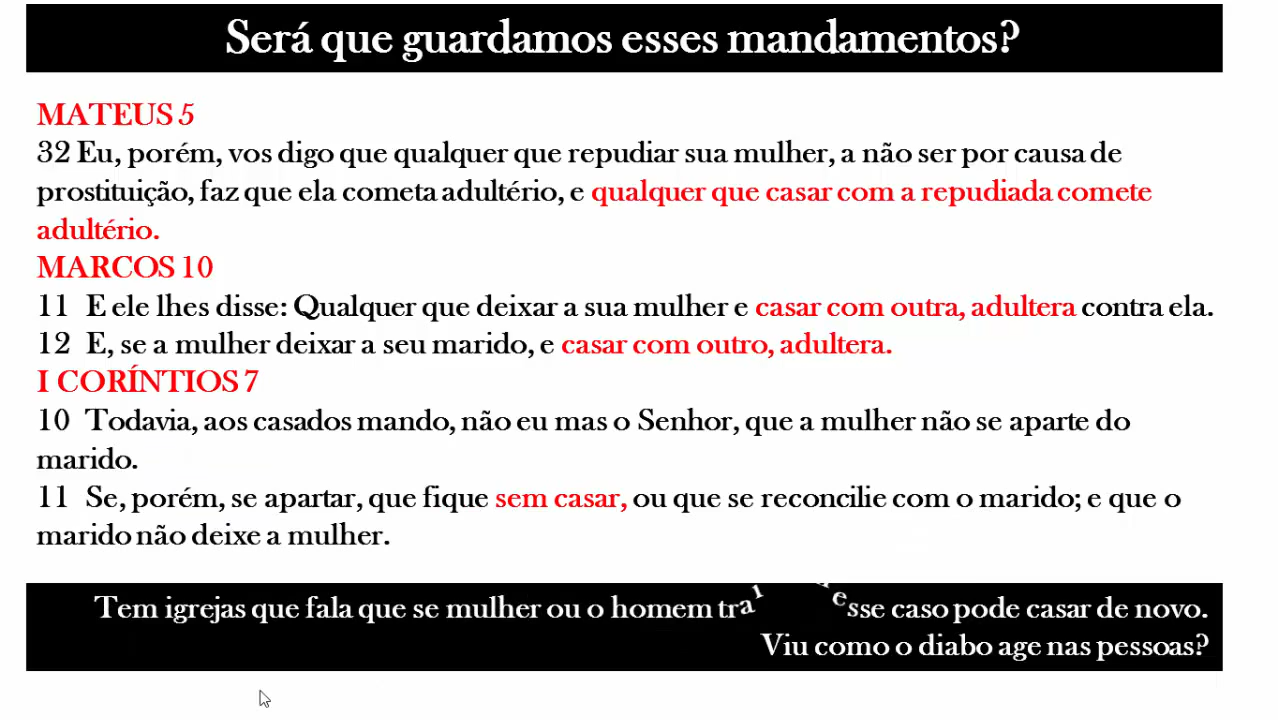 Será que guardamos esses mandamentos?
MATEUS 5
32 Eu, porém, vos digo que qualquer que repudiar sua mulher, a não ser por causa de
prostituição, faz que ela cometa adultério, e qualquer que casar com a repudiada comete
adultério.
MARCOS 10
11 E ele lhes disse: Qualquer que deixar a sua mulher e casar com outra, adultera contra ela.
12 E, se a mulher deixar a seu marido, e casar com outro, adultera.
I CORÍNTIOS 7
10 Todavia, aos casados mando, não eu mas o Senhor, que a mulher não se aparte do
marido.
11 Se, porém, se apartar, que fique sem casar, ou que se reconcilie com o marido; e que o
marido não deixe a mulher.
Tem igrejas que fala que se mulher ou o homem trai esse caso pode casar de novo.
Viu como o diabo age nas pessoas?